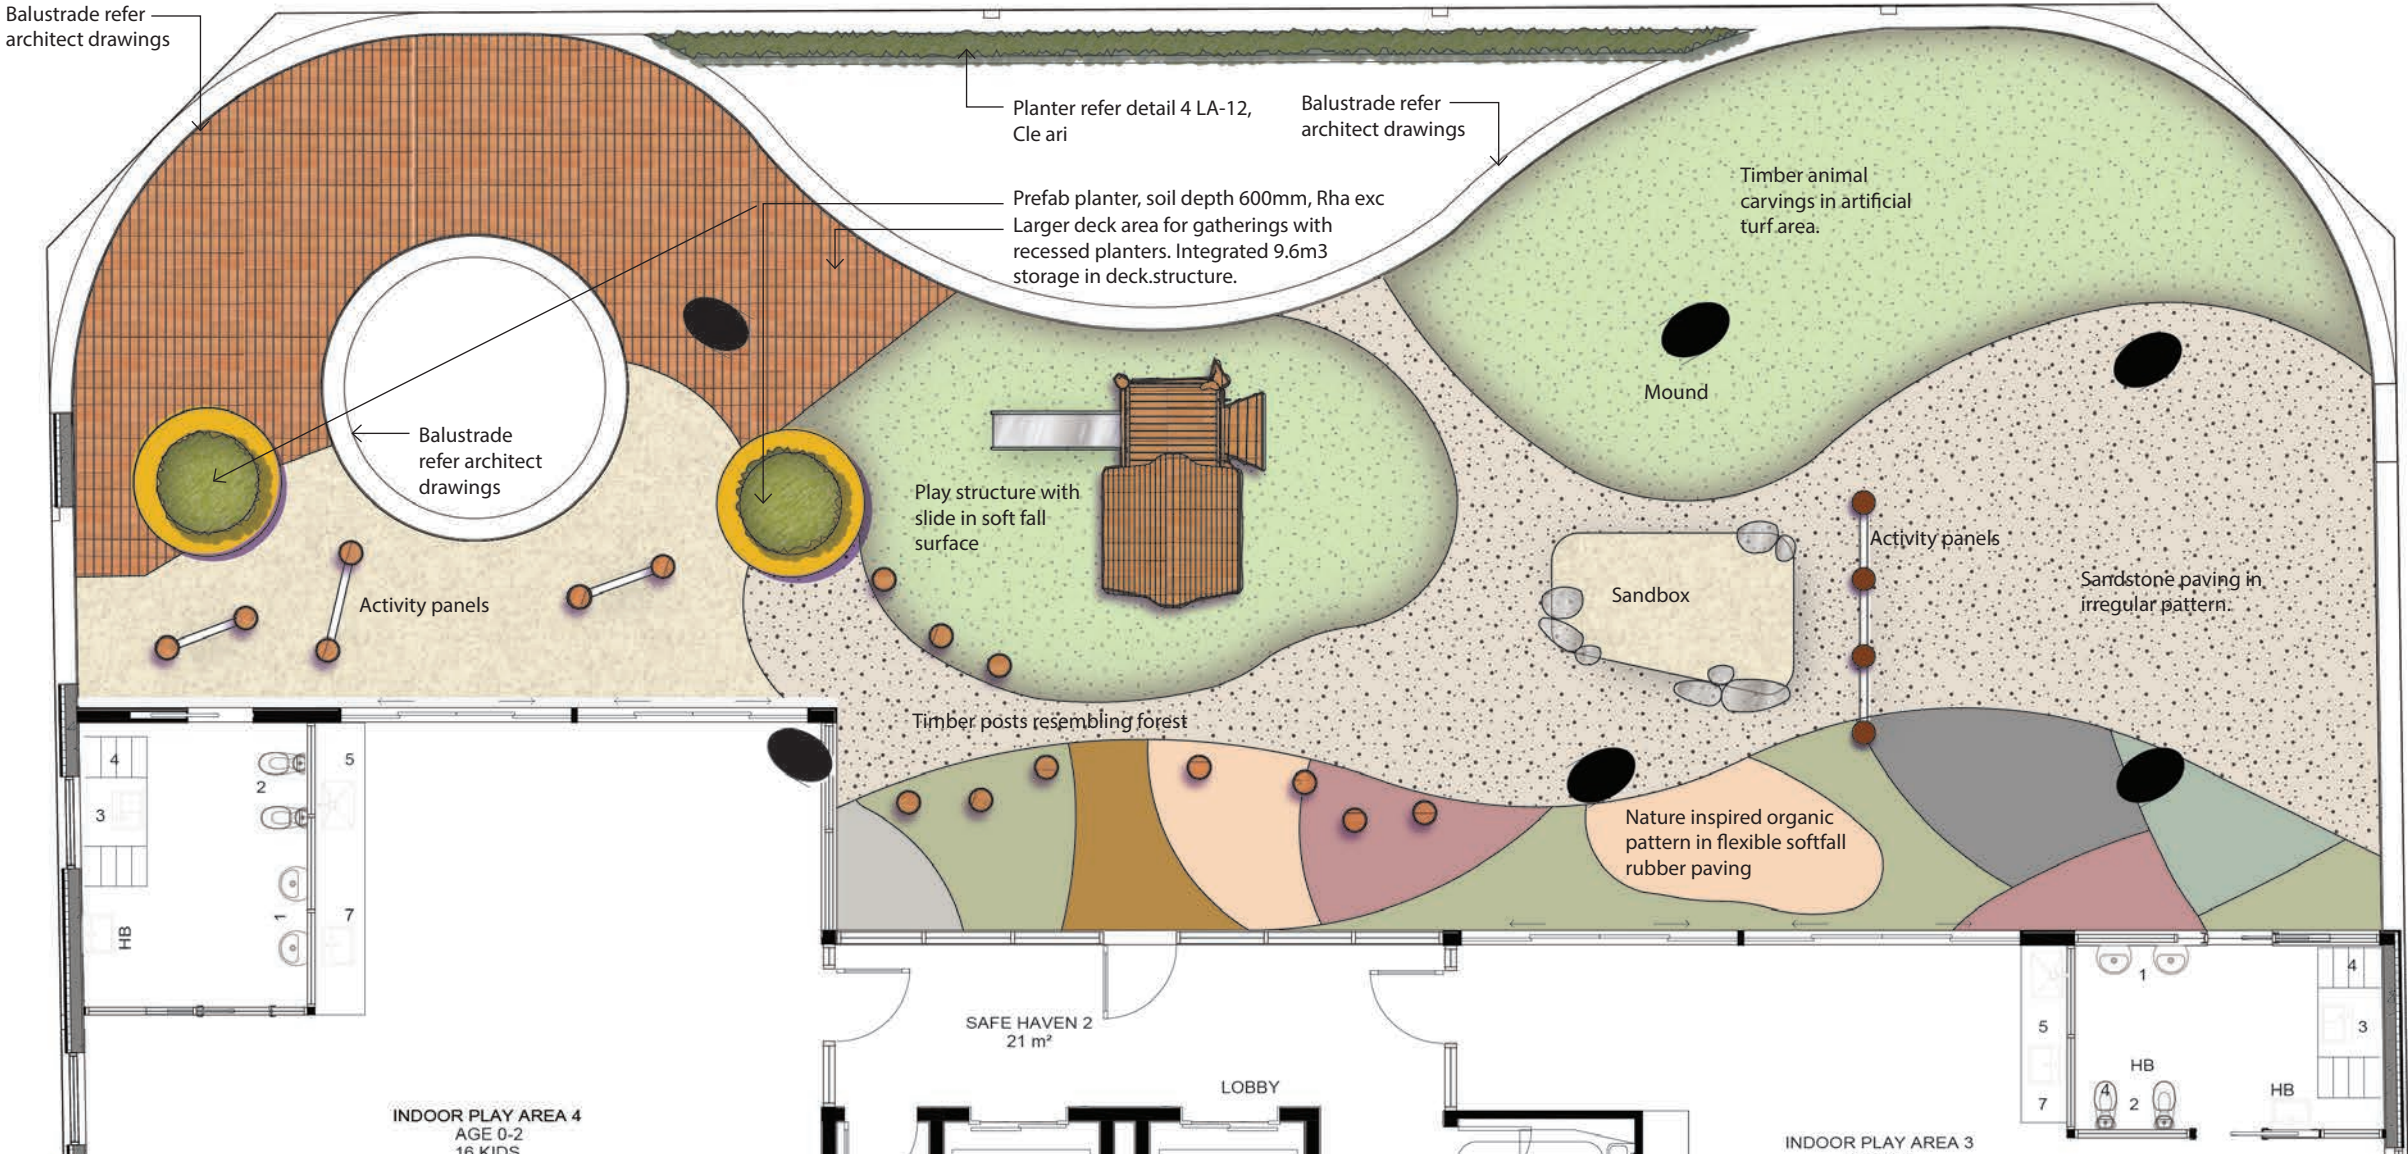 Balustrade refer
architect drawings
Planter refer detail 4 LA-12,
Cle ari
Balustrade refer
architect drawings
Prefab planter, soil depth 600mm, Rha exc
Larger deck area for gatherings with
recessed planters. Integrated 9.6m3
storage in deck.structure.
Timber animal
carvings in artificial
turf area.
Mound
Balustrade
refer architect
drawings
Play structure with
slide in soft fall
surface
Activity panels
Sandbox
Activity panels
Sandstone paving in
irregular pattern.
Timber posts resembling forest
Nature inspired organic
pattern in flexible softfall
rubber paving
4
3
2
5
1
7
HB
SAFE HAVEN 2
21 m²
LOBBY
INDOOR PLAY AREA 4
AGE 0-2
16 KIDS
INDOOR PLAY AREA 3
1
4
5
3
HB
HB
4
2
7